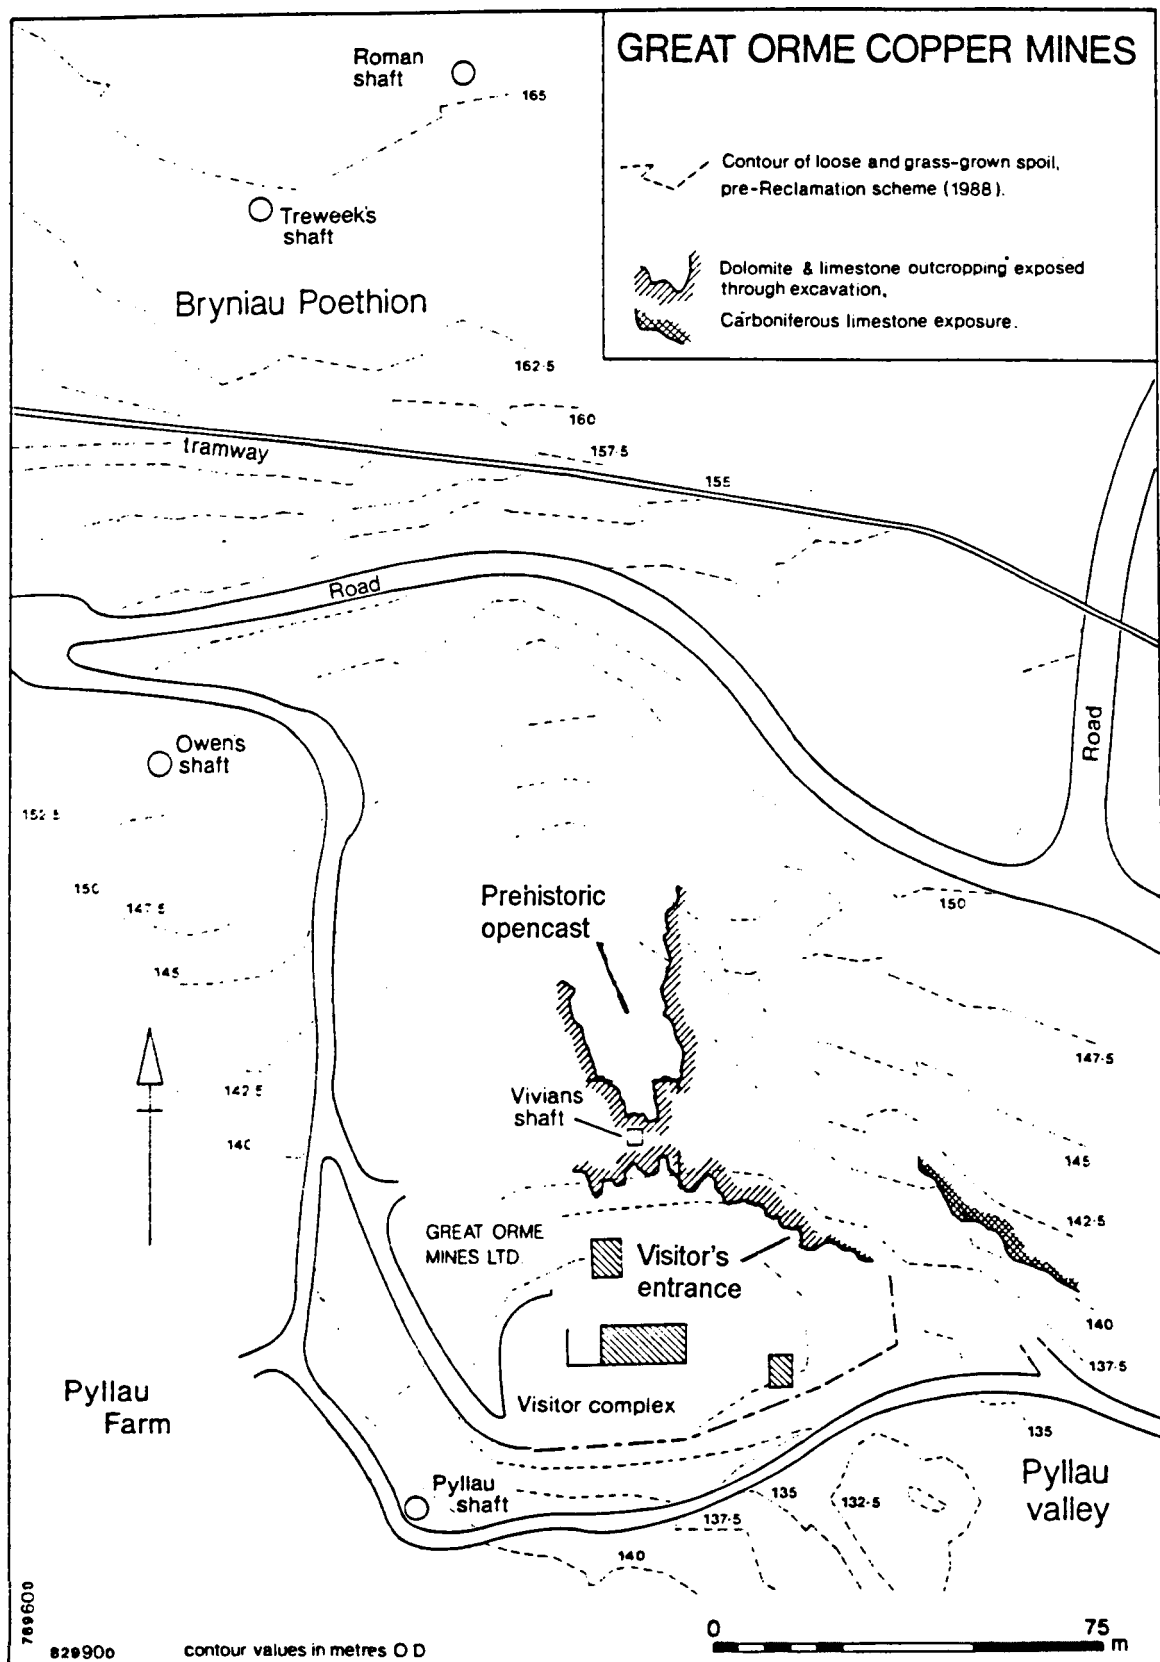 GREAT ORME COPPER MINES
Contour of loose and grass-grown spoil,
pre-Reclamation scheme (1988).
Dolomite & limestone outcropping exposed
through excavation,
Carboniferous limestone exposure.
Roman
shaft
165
Treweek's
shaft
Bryniau Poethion
162·5
160
157·5
155
tramway
Road
Road
Owen's
shaft
152·5
150
147·5
145
142·5
140
Prehistoric
opencast
150
147·5
145
142·5
140
137·5
Vivians
shaft
GREAT ORME
MINES LTD.
Visitor's
entrance
Visitor complex
Pyllau
Farm
Pyllau
shaft
135
135
132·5
137·5
140
Pyllau
valley
789600
829900
contour values in metres O D
0
75
m